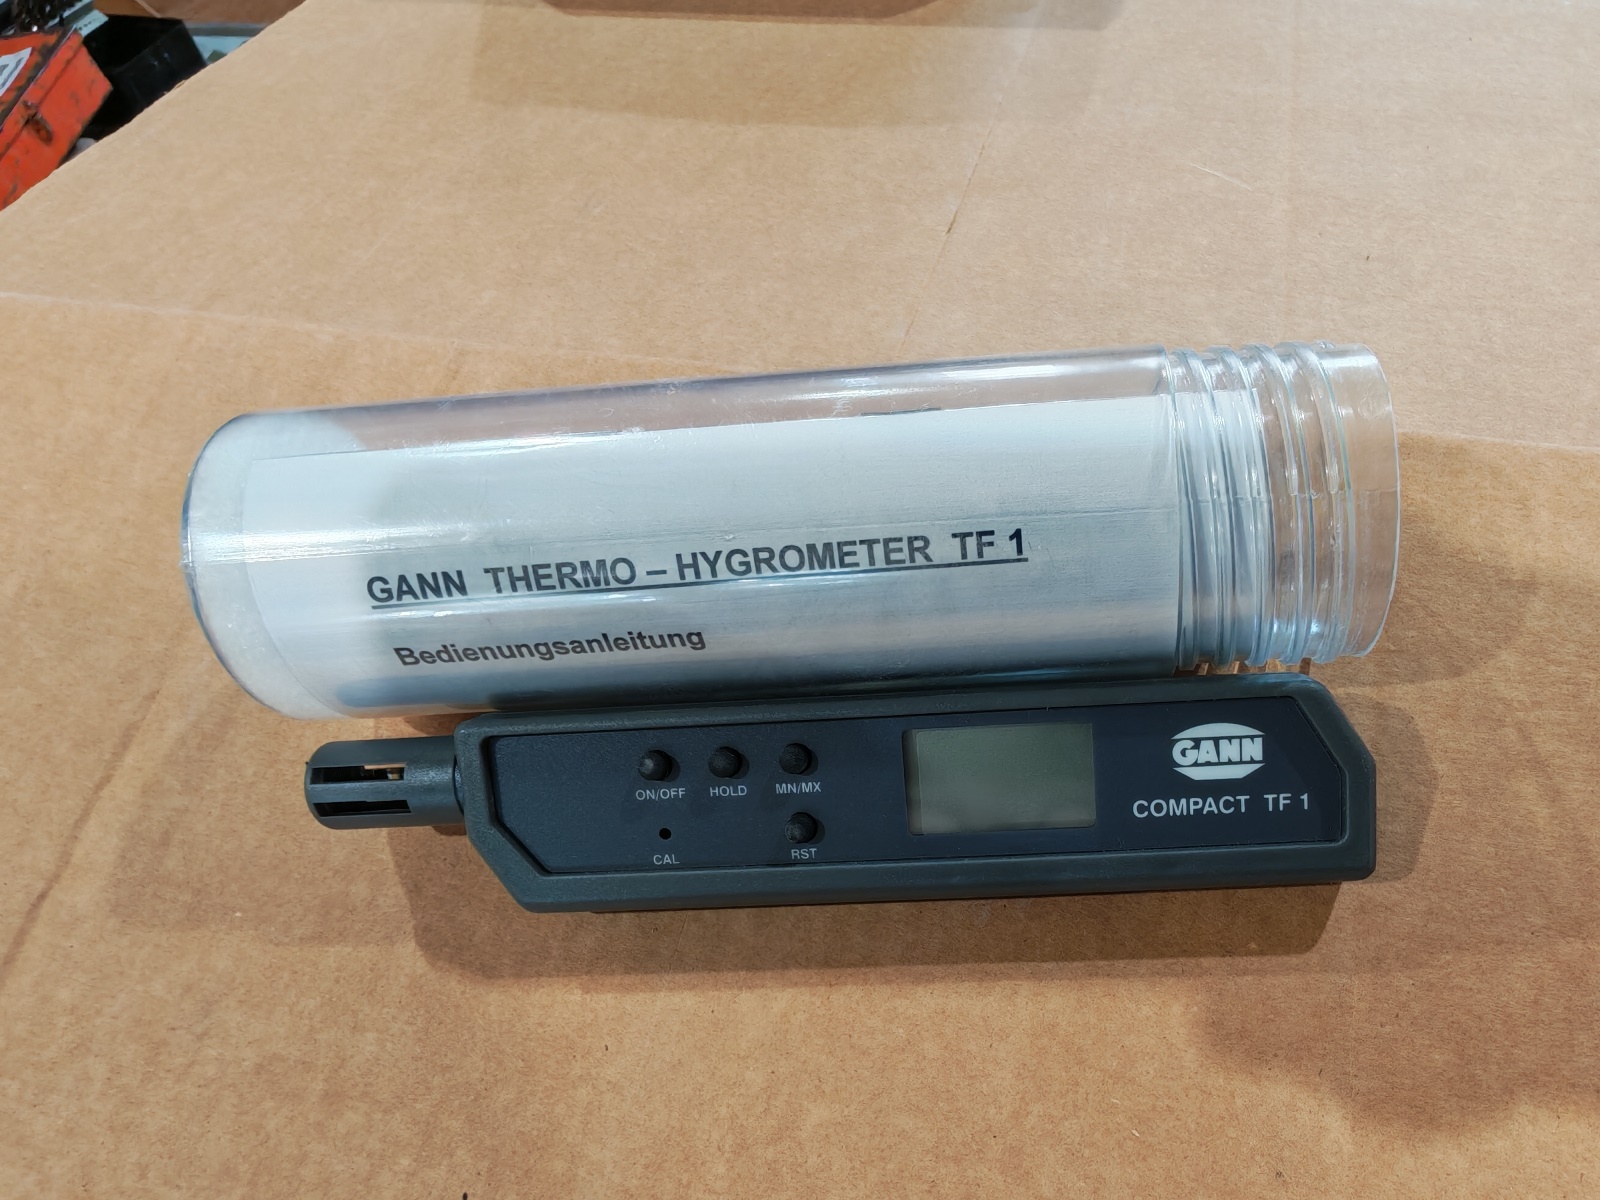 GANN THERMO – HYGROMETER TF 1
Bedienungsanleitung
ON/OFF HOLD MN/MX
CAL RST
GANN
COMPACT TF 1